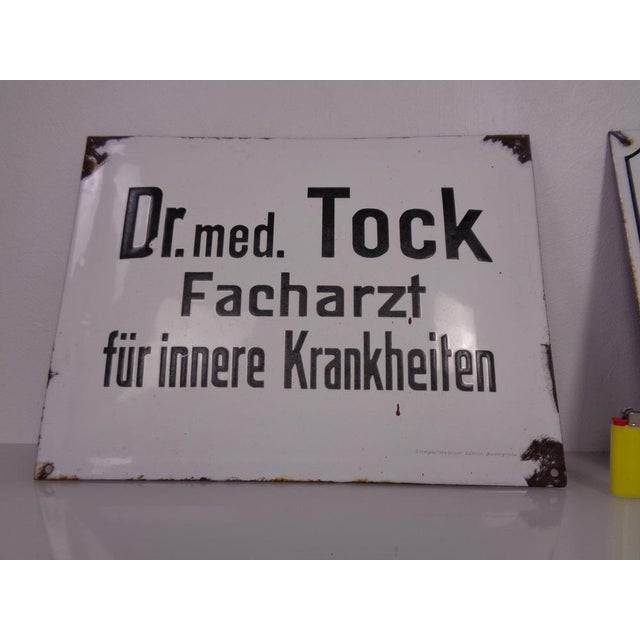 Dr. med. Tock
Facharzt
für innere Krankheiten